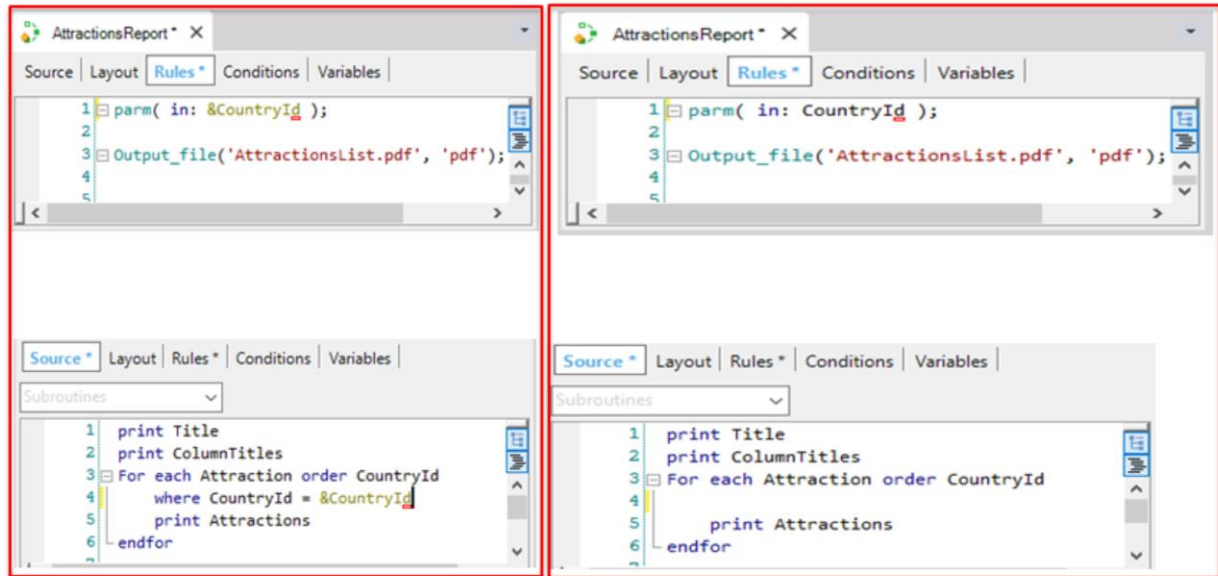 AttractionsReport * X
Source | Layout | Rules * | Conditions | Variables |
1 parm( in: &CountryId );
2
3 Output_file('AttractionsList.pdf', 'pdf');
4
5
Source * | Layout | Rules * | Conditions | Variables |
Subroutines
1 print Title
2 print ColumnTitles
3 For each Attraction order CountryId
4 where CountryId = &CountryId
5 print Attractions
6 endfor
AttractionsReport * X
Source | Layout | Rules * | Conditions | Variables |
1 parm( in: CountryId );
2
3 Output_file('AttractionsList.pdf', 'pdf');
4
5
Source * | Layout | Rules * | Conditions | Variables |
Subroutines
1 print Title
2 print ColumnTitles
3 For each Attraction order CountryId
4
5 print Attractions
6 endfor